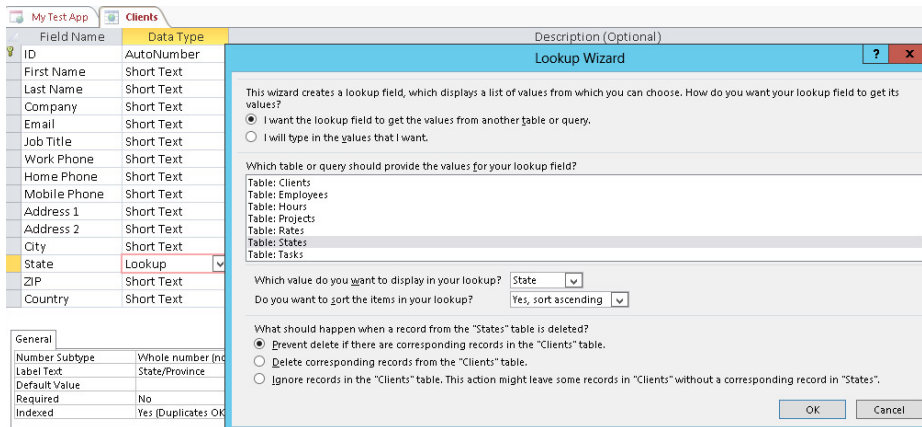 My Test App Clients
Field Name Data Type Description (Optional)
Lookup Wizard ? x
ID AutoNumber
First Name Short Text
Last Name Short Text
Company Short Text
Email Short Text
Job Title Short Text
Work Phone Short Text
Home Phone Short Text
Mobile Phone Short Text
Address 1 Short Text
Address 2 Short Text
City Short Text
State Lookup
ZIP Short Text
Country Short Text
This wizard creates a lookup field, which displays a list of values from which you can choose. How do you want your lookup field to get its
values?
I want the lookup field to get the values from another table or query.
I will type in the values that I want.
Which table or query should provide the values for your lookup field?
Table: Clients
Table: Employees
Table: Hours
Table: Projects
Table: Rates
Table: States
Table: Tasks
Which value do you want to display in your lookup? State
Do you want to sort the items in your lookup? Yes, sort ascending
What should happen when a record from the "States" table is deleted?
Prevent delete if there are corresponding records in the "Clients" table.
Delete corresponding records from the "Clients" table.
Ignore records in the "Clients" table. This action might leave some records in "Clients" without a corresponding record in "States".
OK Cancel
General
Number Subtype Whole number (no
Label Text State/Province
Default Value
Required No
Indexed Yes (Duplicates OK